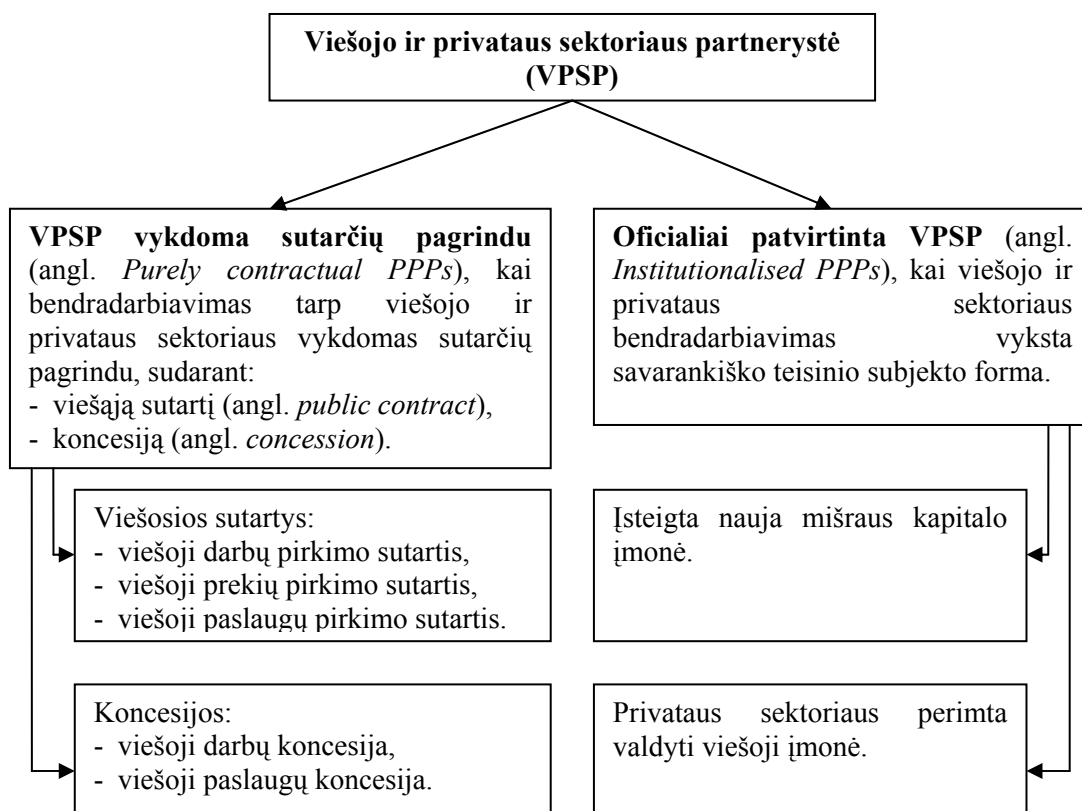 Viešojo ir privataus sektoriaus partnerystė
(VPSP)
VPSP vykdoma sutarčių pagrindu
(angl. Purely contractual PPPs), kai
bendradarbiavimas tarp viešojo ir
privataus sektoriaus vykdomas sutarčių
pagrindu, sudarant:
- viešąją sutartį (angl. public contract),
- koncesiją (angl. concession).
Oficialiai patvirtinta VPSP (angl.
Institutionalised PPPs), kai viešojo ir
privataus sektoriaus
bendradarbiavimas vyksta
savarankiško teisinio subjekto forma.
Viešosios sutartys:
- viešoji darbų pirkimo sutartis,
- viešoji prekių pirkimo sutartis,
- viešoji paslaugų pirkimo sutartis.
Įsteigta nauja mišraus kapitalo
įmonė.
Koncesijos:
- viešoji darbų koncesija,
- viešoji paslaugų koncesija.
Privataus sektoriaus perimta
valdyti viešoji įmonė.